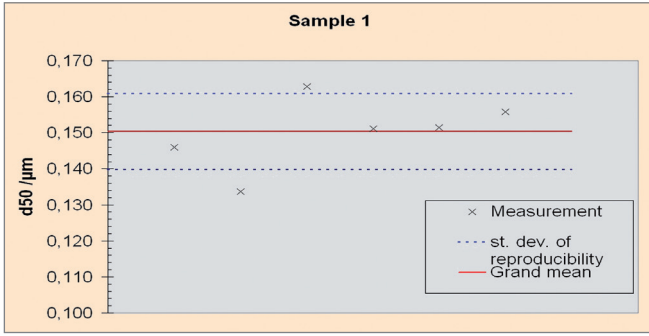 Sample 1
0,170
0,160
0,150
0,140
0,130
0,120
0,110
0,100
d50 /µm
Measurement
st. dev. of
reproducibility
Grand mean